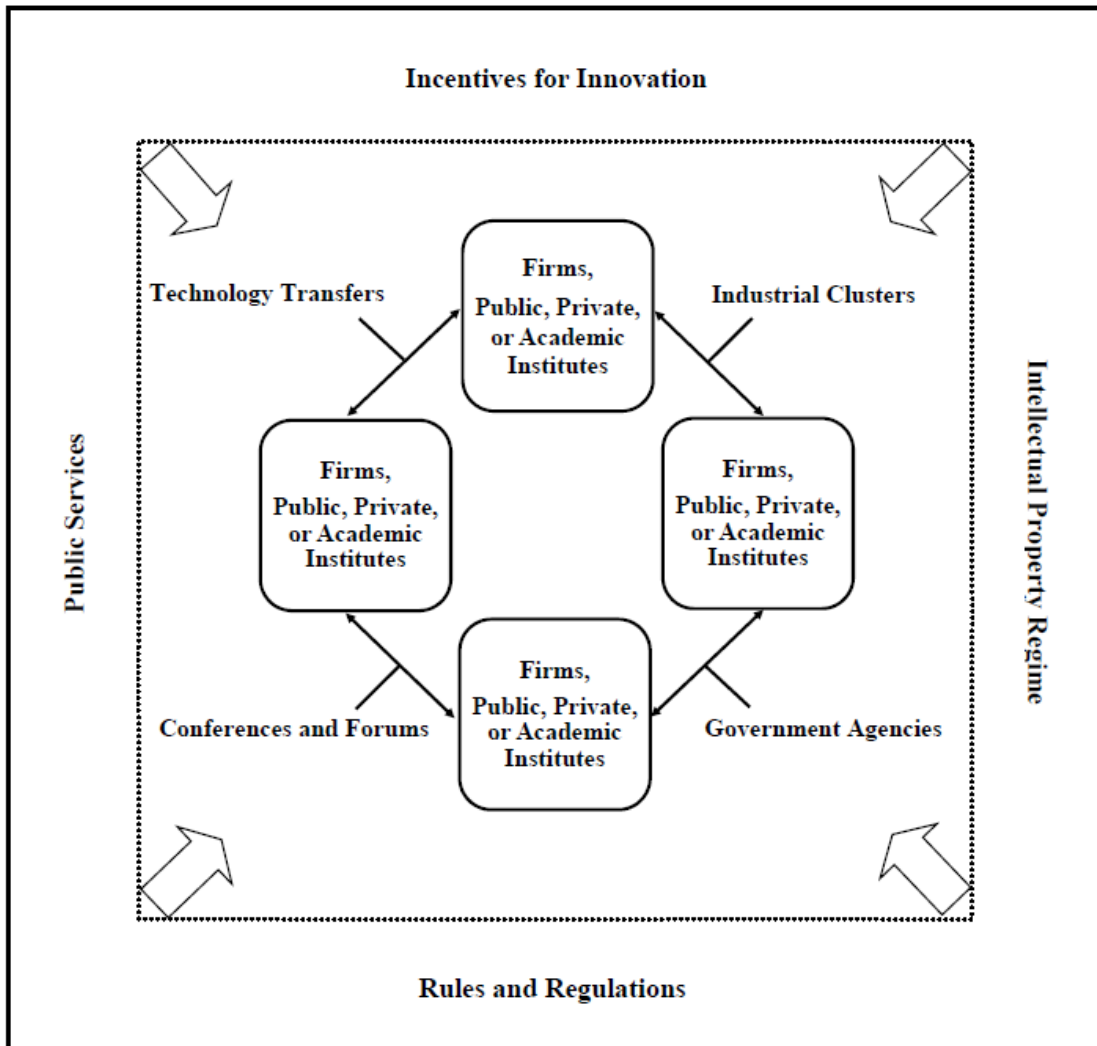 Incentives for Innovation
Technology Transfers
Industrial Clusters
Firms,
Public, Private,
or Academic
Institutes
Public Services
Firms,
Public, Private,
or Academic
Institutes
Firms,
Public, Private,
or Academic
Institutes
Intellectual Property Regime
Firms,
Public, Private,
or Academic
Institutes
Conferences and Forums
Government Agencies
Rules and Regulations